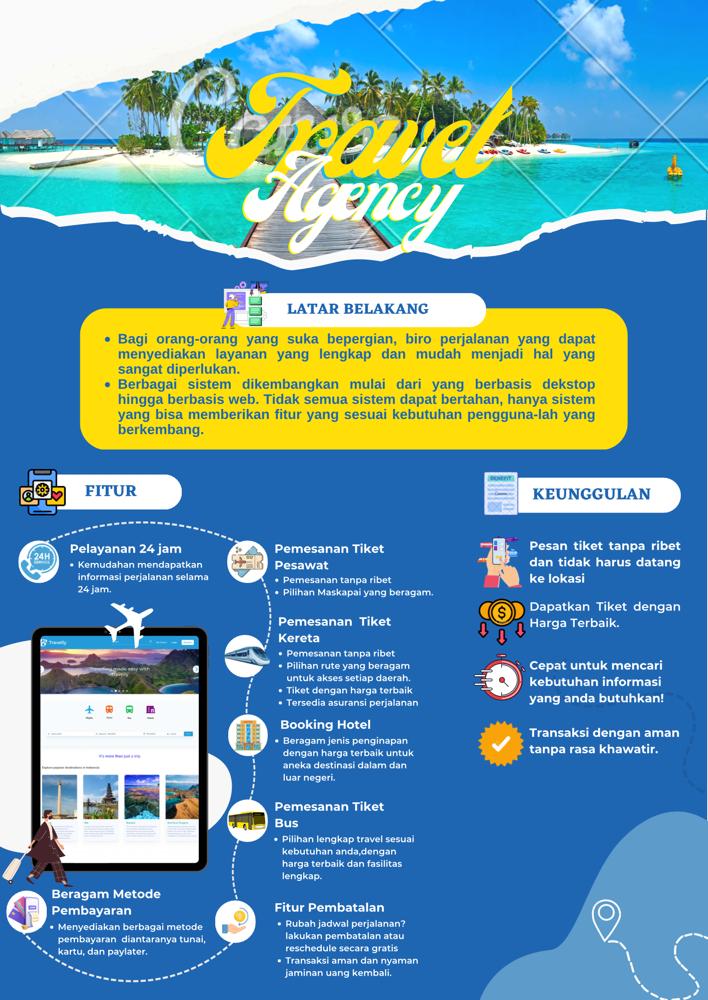 Travel
Agency
LATAR BELAKANG
Bagi orang-orang yang suka bepergian, biro perjalanan yang dapat
menyediakan layanan yang lengkap dan mudah menjadi hal yang
sangat diperlukan.
Berbagai sistem dikembangkan mulai dari yang berbasis dekstop
hingga berbasis web. Tidak semua sistem dapat bertahan, hanya sistem
yang bisa memberikan fitur yang sesuai kebutuhan pengguna-lah yang
berkembang.
FITUR
Pelayanan 24 jam
24H
SERVICE
Kemudahan mendapatkan
informasi perjalanan selama
24 jam.
Travelly
It's more than just a trip
Beragam Metode
Pembayaran
Menyediakan berbagai metode
pembayaran diantaranya tunai,
kartu, dan paylater.
Pemesanan Tiket
Pesawat
Pemesanan tanpa ribet
Pilihan Maskapai yang beragam.
Pemesanan Tiket
Kereta
Pemesanan tanpa ribet
Pilihan rute yang beragam
untuk akses setiap daerah.
Tiket dengan harga terbaik
Tersedia asuransi perjalanan
Booking Hotel
Beragam jenis penginapan
dengan harga terbaik untuk
aneka destinasi dalam dan
luar negeri.
Pemesanan Tiket
Bus
Pilihan lengkap travel sesuai
kebutuhan anda,dengan
harga terbaik dan fasilitas
lengkap.
Fitur Pembatalan
Rubah jadwal perjalanan?
lakukan pembatalan atau
reschedule secara gratis
Transaksi aman dan nyaman
jaminan uang kembali.
BENEFIT
KEUNGGULAN
Pesan tiket tanpa ribet
dan tidak harus datang
ke lokasi
Dapatkan Tiket dengan
Harga Terbaik.
Cepat untuk mencari
kebutuhan informasi
yang anda butuhkan!
Transaksi dengan aman
tanpa rasa khawatir.